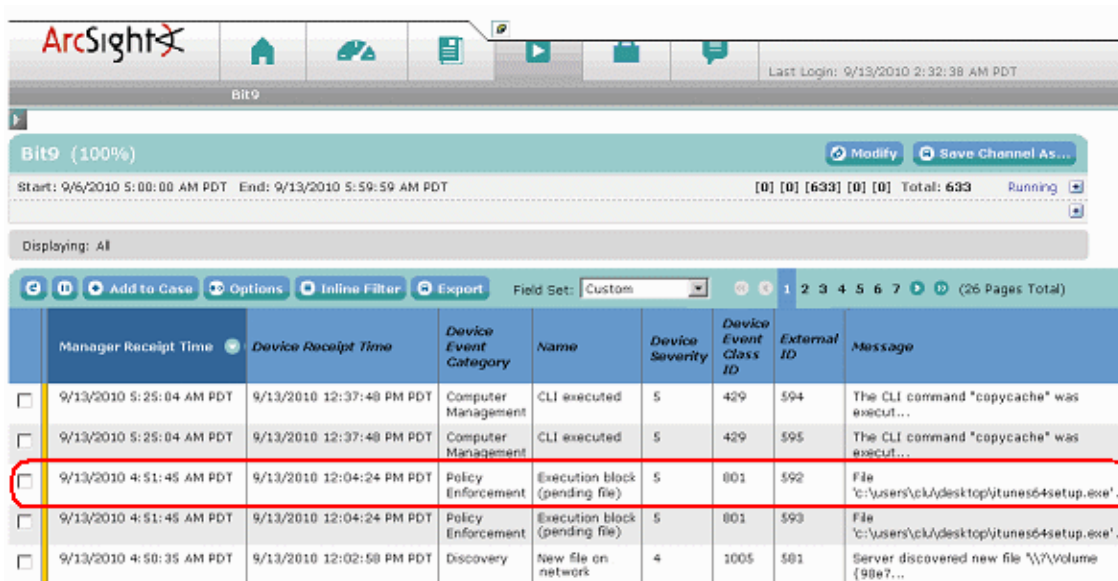 ArcSight
Last Login: 9/13/2010 2:32:38 AM PDT
Bit9
Bit9 (100%)
Modify
Save Channel As...
Start: 9/6/2010 5:00:00 AM PDT End: 9/13/2010 5:59:59 AM PDT
[0] [0] [633] [0] [0] Total: 633 Running
Displaying: All
Add to Case
Options
Inline Filter
Export
Field Set: Custom
1 2 3 4 5 6 7 (26 Pages Total)
Manager Receipt Time
Device Receipt Time
Device
Event
Category
Name
Device
Severity
Device
Event
Class
ID
External
ID
Message
9/13/2010 5:25:04 AM PDT 9/13/2010 12:37:48 PM PDT Computer CLI executed 5 429 594 The CLI command "copycache" was
Management execut...
9/13/2010 5:25:04 AM PDT 9/13/2010 12:37:48 PM PDT Computer CLI executed 5 429 595 The CLI command "copycache" was
Management execut...
9/13/2010 4:51:45 AM PDT 9/13/2010 12:04:24 PM PDT Policy Execution block 5 801 592 File
Enforcement (pending file) 'c:\users\clu\desktop\itunes64setup.exe'.
9/13/2010 4:51:45 AM PDT 9/13/2010 12:04:24 PM PDT Policy Execution block 5 801 593 File
Enforcement (pending file) 'c:\users\clu\desktop\itunes64setup.exe'.
9/13/2010 4:50:35 AM PDT 9/13/2010 12:02:58 PM PDT Discovery New file on 4 1005 581 Server discovered new file '\\?\Volume
network {98e7...